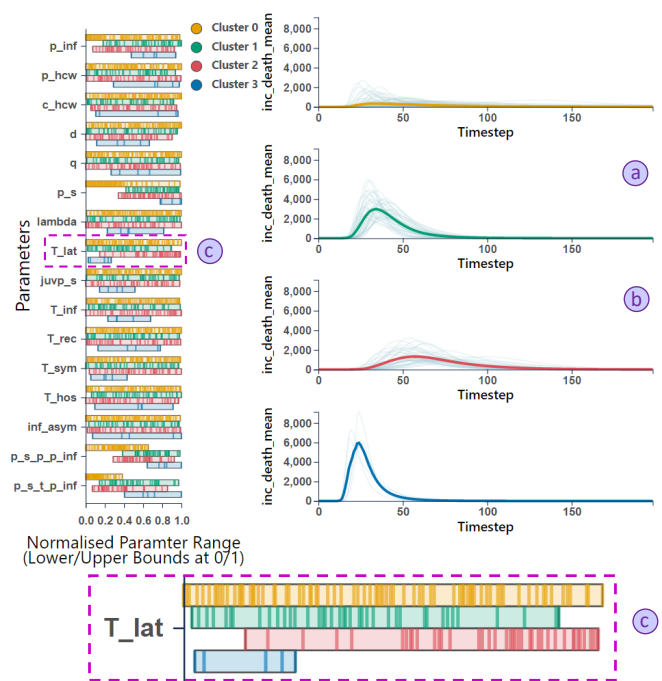 Cluster 0
Cluster 1
Cluster 2
Cluster 3
Parameters
p_inf
p_hcw
c_hcw
d
q
p_s
lambda
T_lat
juvp_s
T_inf
T_rec
T_sym
T_hos
inf_asym
p_s_p_p_inf
p_s_t_p_inf
0.0 0.2 0.4 0.6 0.8 1.0
Normalised Paramter Range
(Lower/Upper Bounds at 0/1)
c
inc_death_mean
8,000
6,000
4,000
2,000
0
0 50 100 150
Timestep
a
inc_death_mean
8,000
6,000
4,000
2,000
0
0 50 100 150
Timestep
b
inc_death_mean
8,000
6,000
4,000
2,000
0
0 50 100 150
Timestep
inc_death_mean
8,000
6,000
4,000
2,000
0
0 50 100 150
Timestep
T_lat
c